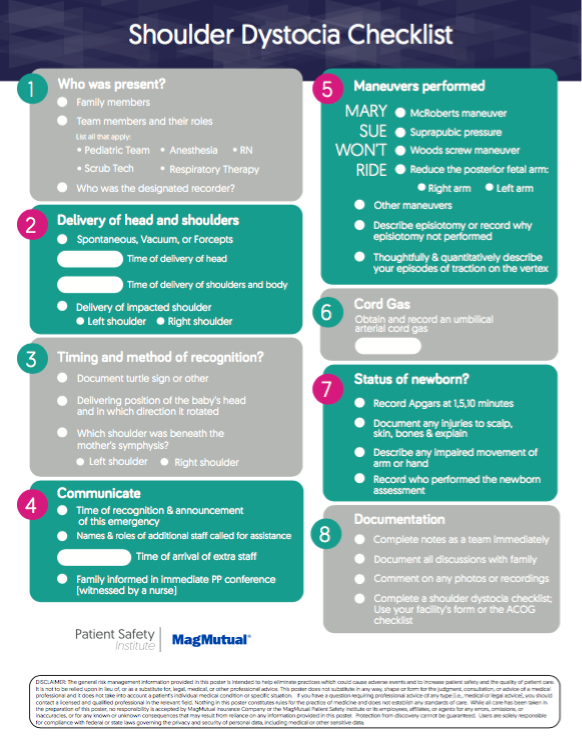 Shoulder Dystocia Checklist
1
Who was present?
Family members
Team members and their roles
List all that apply:
• Pediatric Team • Anesthesia • RN
• Scrub Tech • Respiratory Therapy
Who was the designated recorder?
2
Delivery of head and shoulders
Spontaneous, Vacuum, or Forcepts
Time of delivery of head
Time of delivery of shoulders and body
Delivery of impacted shoulder
Left shoulder Right shoulder
3
Timing and method of recognition?
Document turtle sign or other
Delivering position of the baby's head
and in which direction it rotated
Which shoulder was beneath the
mother's symphysis?
Left shoulder Right shoulder
4
Communicate
Time of recognition & announcement
of this emergency
Names & roles of additional staff called for assistance
Time of arrival of extra staff
Family informed in immediate PP conference
[witnessed by a nurse]
5
Maneuvers performed
MARY McRoberts maneuver
SUE Suprapubic pressure
WON'T Woods screw maneuver
RIDE Reduce the posterior fetal arm:
Right arm Left arm
Other maneuvers
Describe episiotomy or record why
episiotomy not performed
Thoughtfully & quantitatively describe
your episodes of traction on the vertex
6
Cord Gas
Obtain and record an umbilical
arterial cord gas
7
Status of newborn?
Record Apgars at 1,5,10 minutes
Document any injuries to scalp,
skin, bones & explain
Describe any impaired movement of
arm or hand
Record who performed the newborn
assessment
8
Documentation
Complete notes as a team immediately
Document all discussions with family
Comment on any photos or recordings
Complete a shoulder dystocia checklist;
Use your facility's form or the ACOG
checklist
Patient Safety
Institute
MagMutual®
DISCLAIMER: The general risk management information provided in this poster is intended to help eliminate practices which could cause adverse events and to increase patient safety and the quality of patient care.
It is not to be relied upon in lieu of, or as a substitute for, legal, medical, or other professional advice. This poster does not substitute in any way, shape or form for the judgment, consultation, or advice of a medical
professional and it does not take into account a patient's individual medical condition or specific situation. If you have a question requiring professional advice of any type (i.e., medical or legal advice), you should
contact a licensed and qualified professional in the relevant field. Nothing in this poster constitutes rules for the practice of medicine and does not establish any standards of care. While all care has been taken in
the preparation of this poster, no responsibility is accepted by MagMutual Insurance Company or the MagMutual Patient Safety Institute or its employees, affiliates, or agents for any errors, omissions, or
inaccuracies, or for any known or unknown consequences that may result from reliance on any information provided in this poster. Protection from discovery cannot be guaranteed. Users are solely responsible
for compliance with federal or state laws governing the privacy and security of personal data, including medical or other sensitive data.